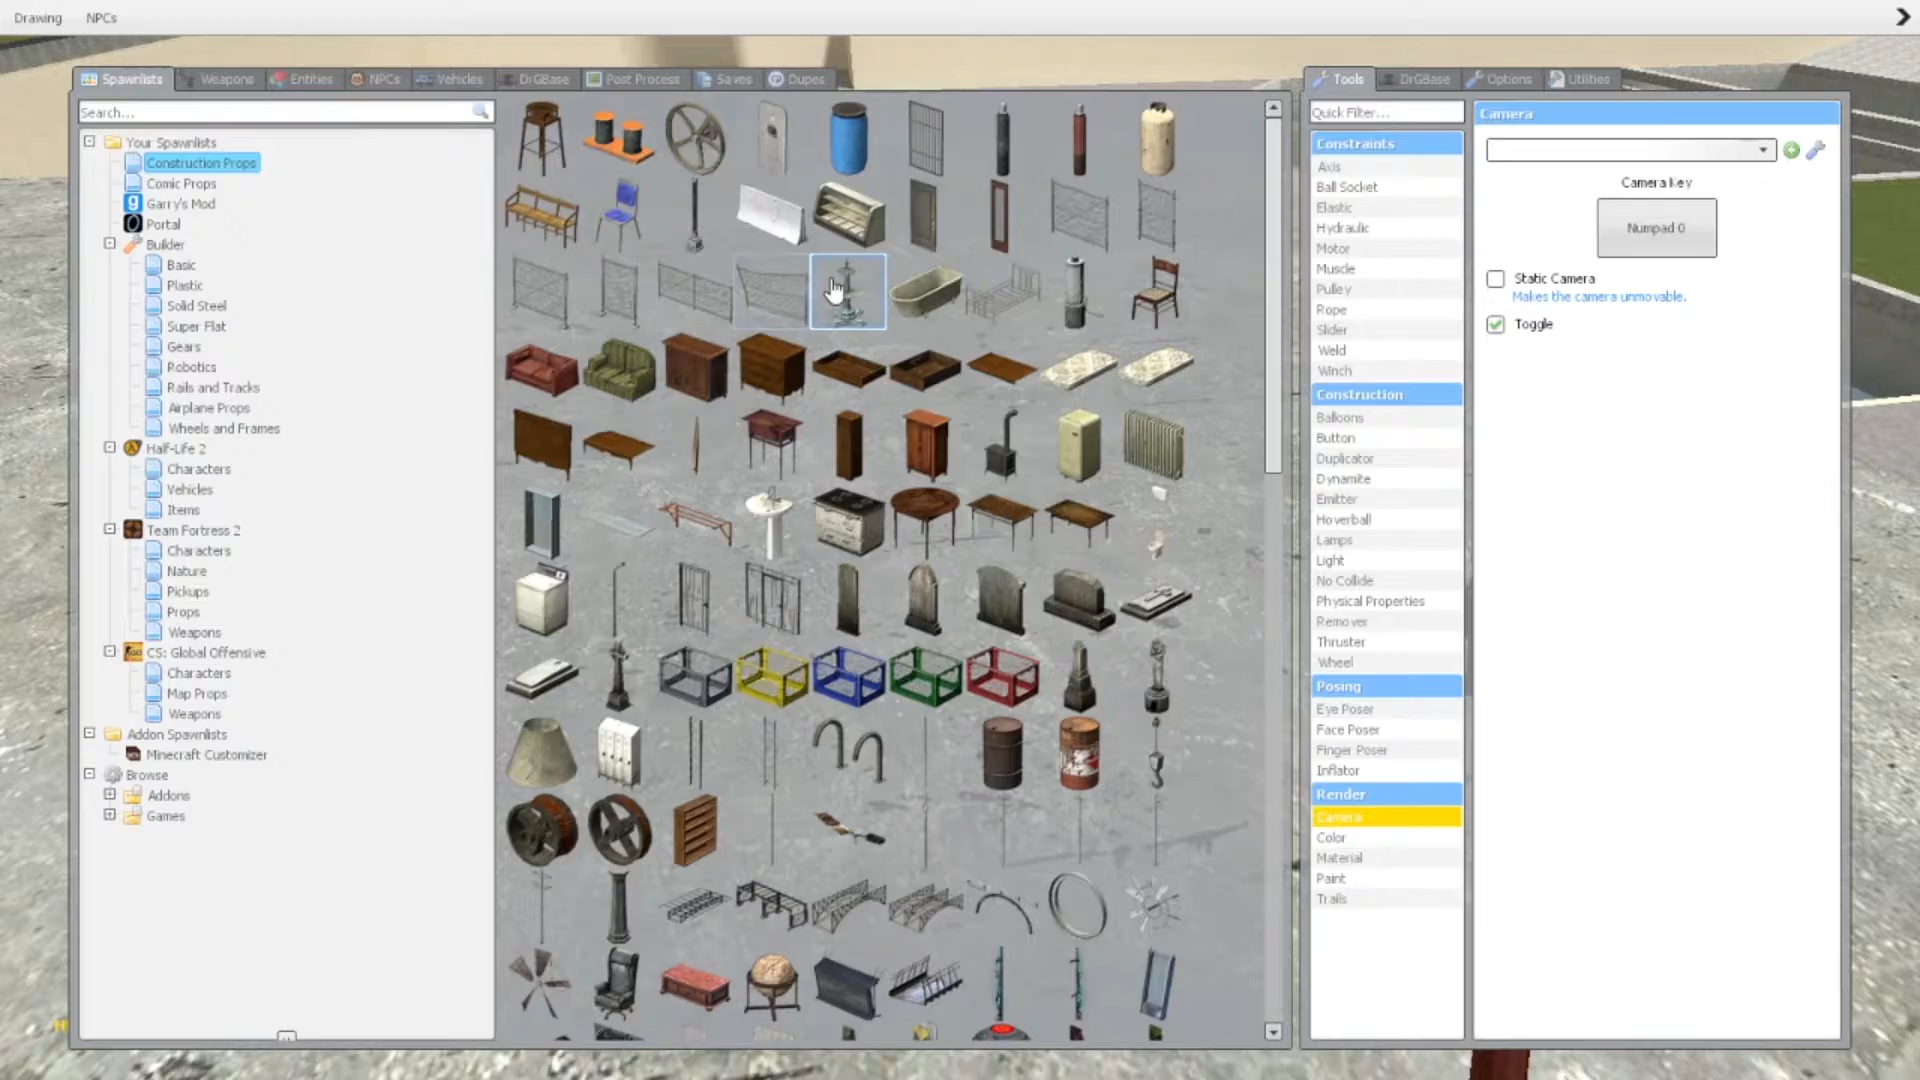 Drawing NPCs
Spawnlists Weapons Entities NPCs Vehicles DrGBase Post Process Saves Dupes
Search...
Your Spawnlists
Construction Props
Comic Props
Garry's Mod
Portal
Builder
Basic
Plastic
Solid Steel
Super Flat
Gears
Robotics
Rails and Tracks
Airplane Props
Wheels and Frames
Half-Life 2
Characters
Vehicles
Items
Team Fortress 2
Characters
Nature
Pickups
Props
Weapons
CS: Global Offensive
Characters
Map Props
Weapons
Addon Spawnlists
Minecraft Customizer
Browse
Addons
Games
Tools DrGBase Options Utilities
Quick Filter...
Constraints
Axis
Ball Socket
Elastic
Hydraulic
Motor
Muscle
Pulley
Rope
Slider
Weld
Winch
Construction
Balloons
Button
Duplicator
Dynamite
Emitter
Hoverball
Lamps
Light
No Collide
Physical Properties
Remover
Thruster
Wheel
Posing
Eye Poser
Face Poser
Finger Poser
Inflator
Render
Camera
Color
Material
Paint
Trails
Camera
Camera Key
Numpad 0
Static Camera
Makes the camera unmovable.
Toggle